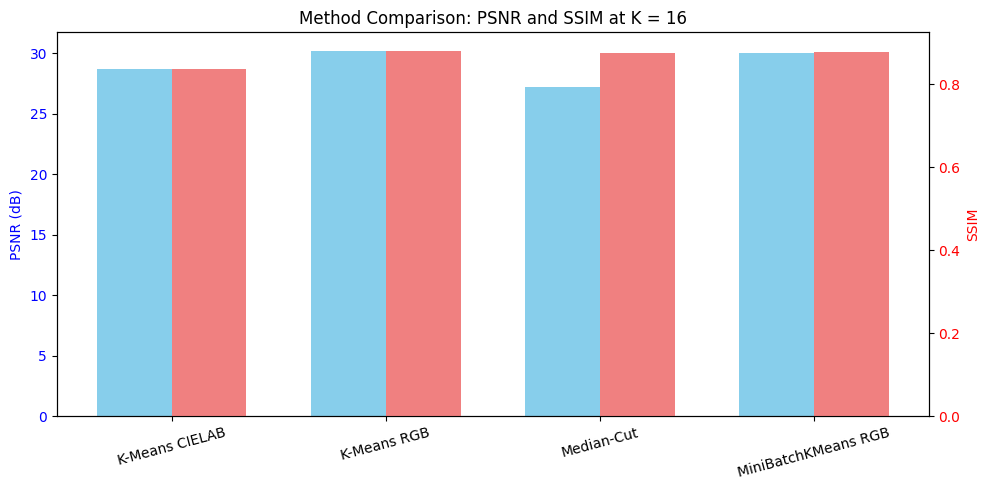 Method Comparison: PSNR and SSIM at K = 16
PSNR (dB)
30
25
20
15
10
5
0
0.8
0.6
0.4
0.2
0.0
SSIM
K-Means CIELAB
K-Means RGB
Median-Cut
MiniBatchKMeans RGB